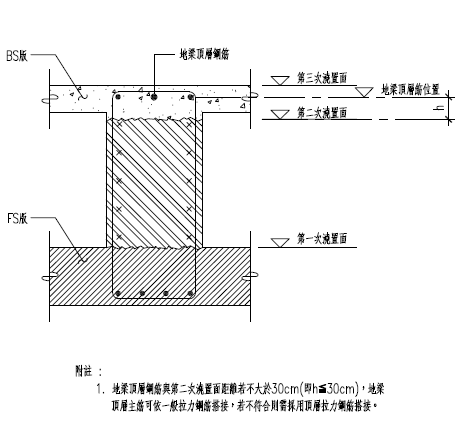 地梁頂層鋼筋
BS版
第三次澆置面
地梁頂層筋位置
第二次澆置面
h
FS版
第一次澆置面
附註：
1. 地梁頂層鋼筋與第二次澆置面距離若不大於30cm(即h≦30cm)，地梁
頂層主筋可依一般拉力鋼筋搭接，若不符合則需採用頂層拉力鋼筋搭接。